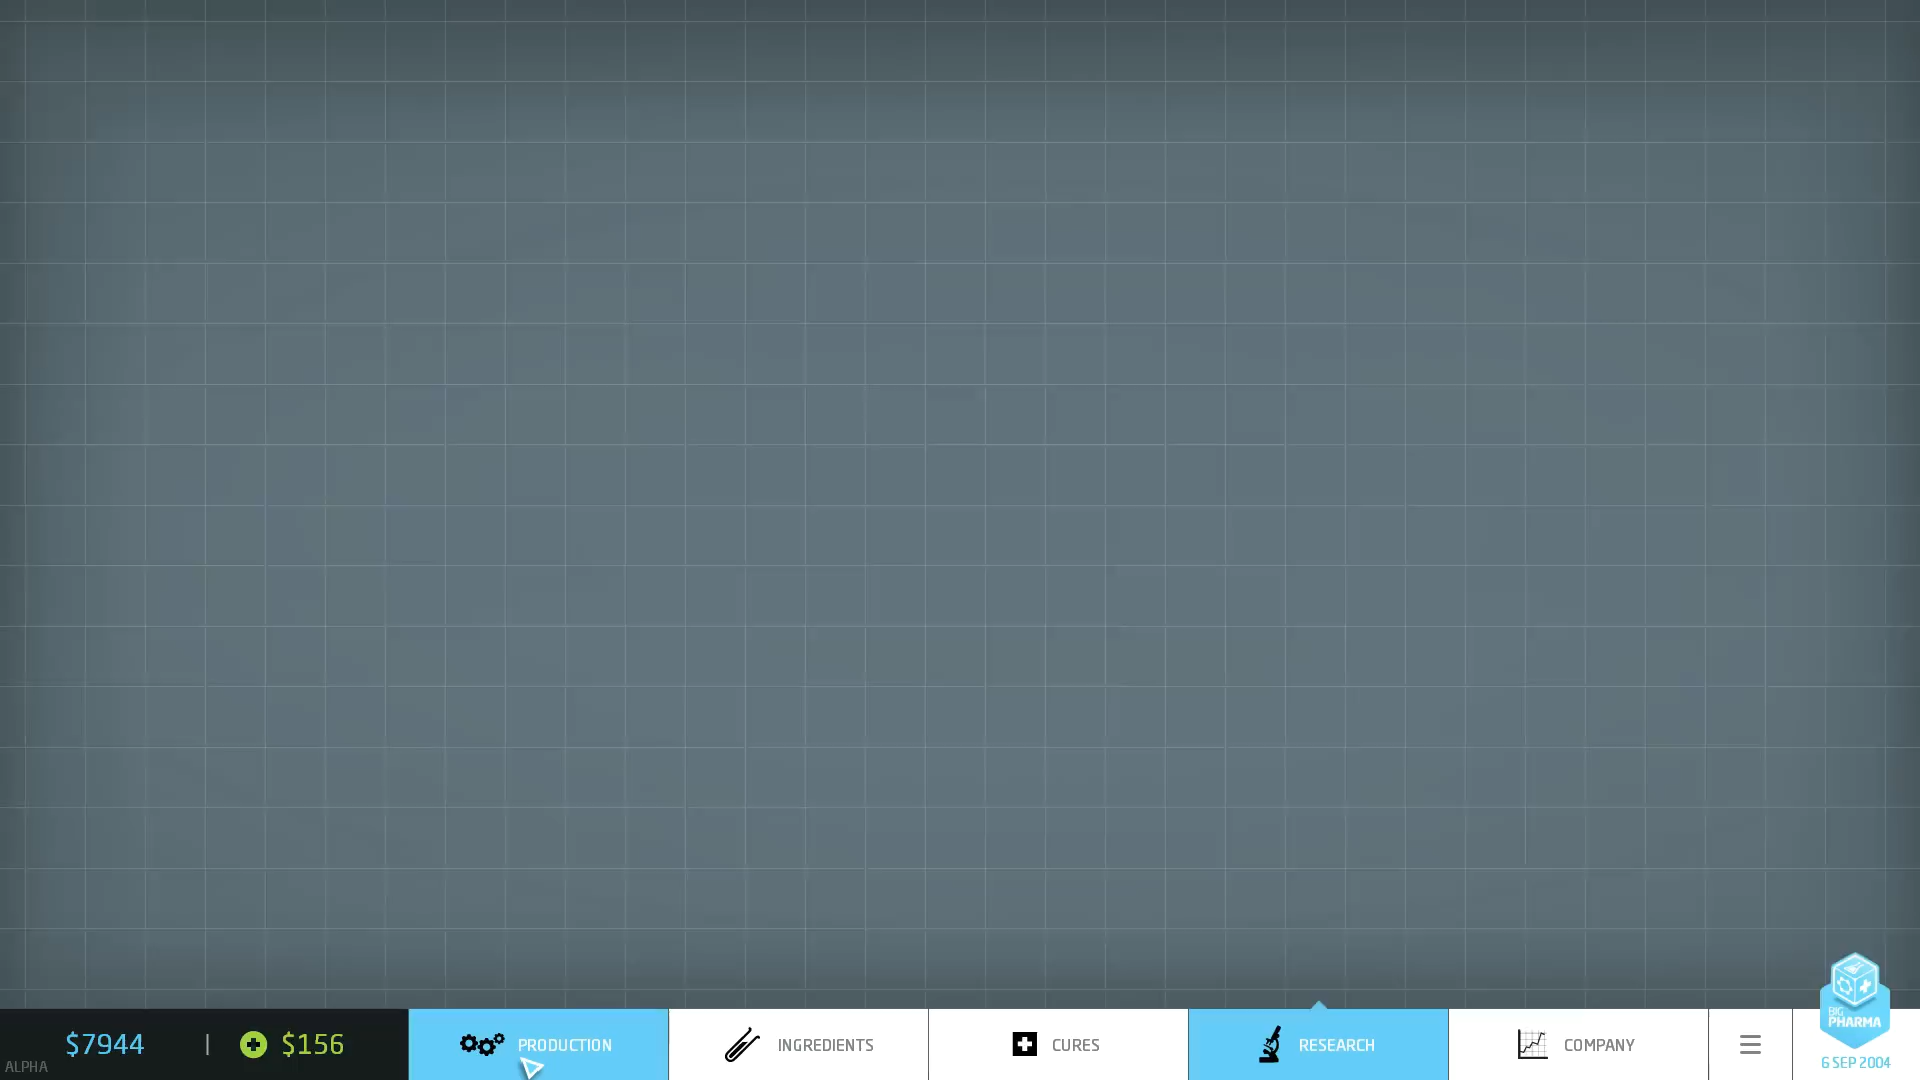 $7944 | $156
PRODUCTION
INGREDIENTS
CURES
RESEARCH
COMPANY
BIG
PHARMA
6 SEP 2004
ALPHA